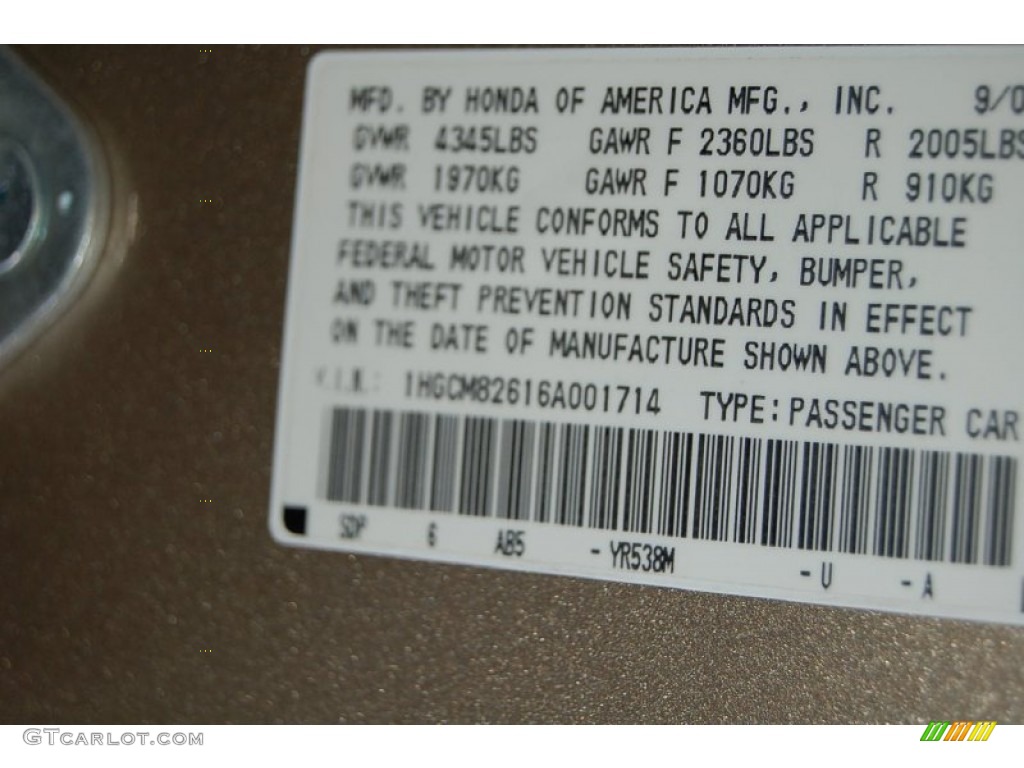 MFD. BY HONDA OF AMERICA MFG., INC. 9/0
GVWR 4345LBS GAWR F 2360LBS R 2005LBS
GVWR 1970KG GAWR F 1070KG R 910KG
THIS VEHICLE CONFORMS TO ALL APPLICABLE
FEDERAL MOTOR VEHICLE SAFETY, BUMPER,
AND THEFT PREVENTION STANDARDS IN EFFECT
ON THE DATE OF MANUFACTURE SHOWN ABOVE.
V.I.N.: 1HGCM82616A001714 TYPE: PASSENGER CAR
SDP 6 AB5 - YR538M - U - A
GTcarlot.com